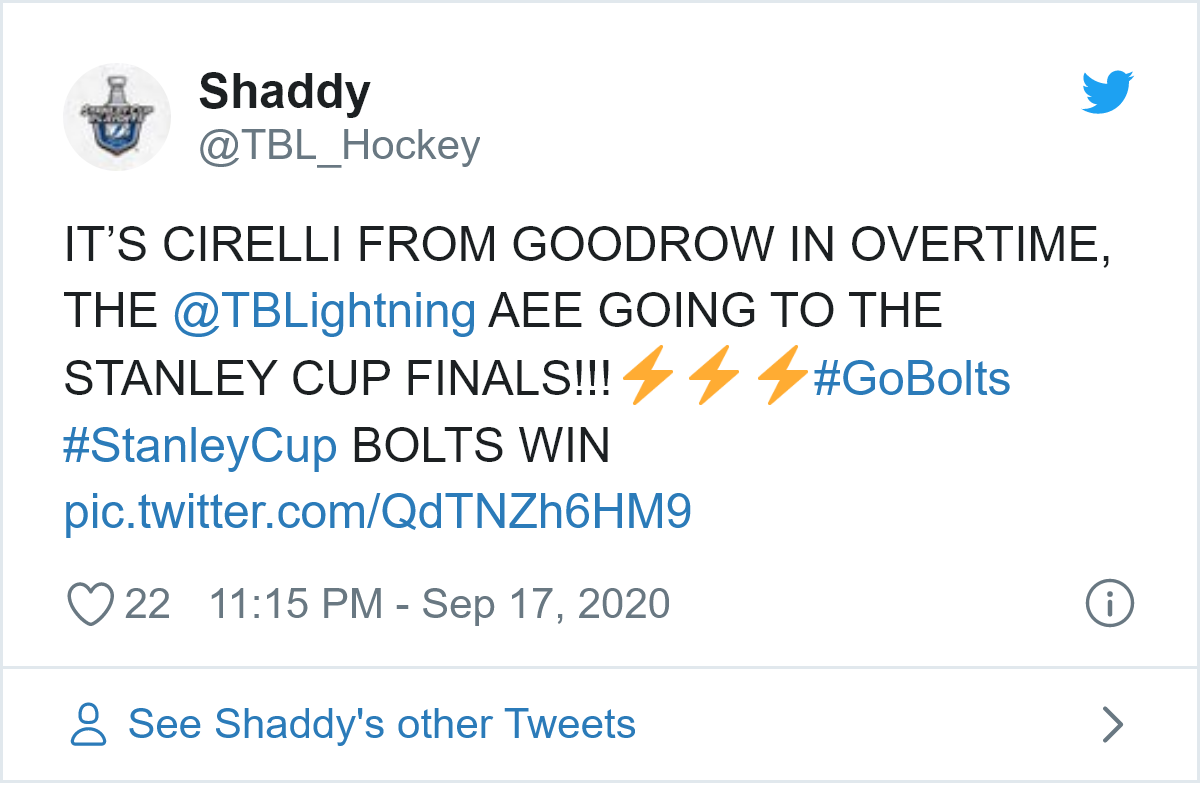 Shaddy
@TBL_Hockey
IT’S CIRELLI FROM GOODROW IN OVERTIME,
THE @TBLightning AEE GOING TO THE
STANLEY CUP FINALS!!!⚡⚡⚡#GoBolts
#StanleyCup BOLTS WIN
pic.twitter.com/QdTNZh6HM9
22 11:15 PM - Sep 17, 2020
See Shaddy's other Tweets